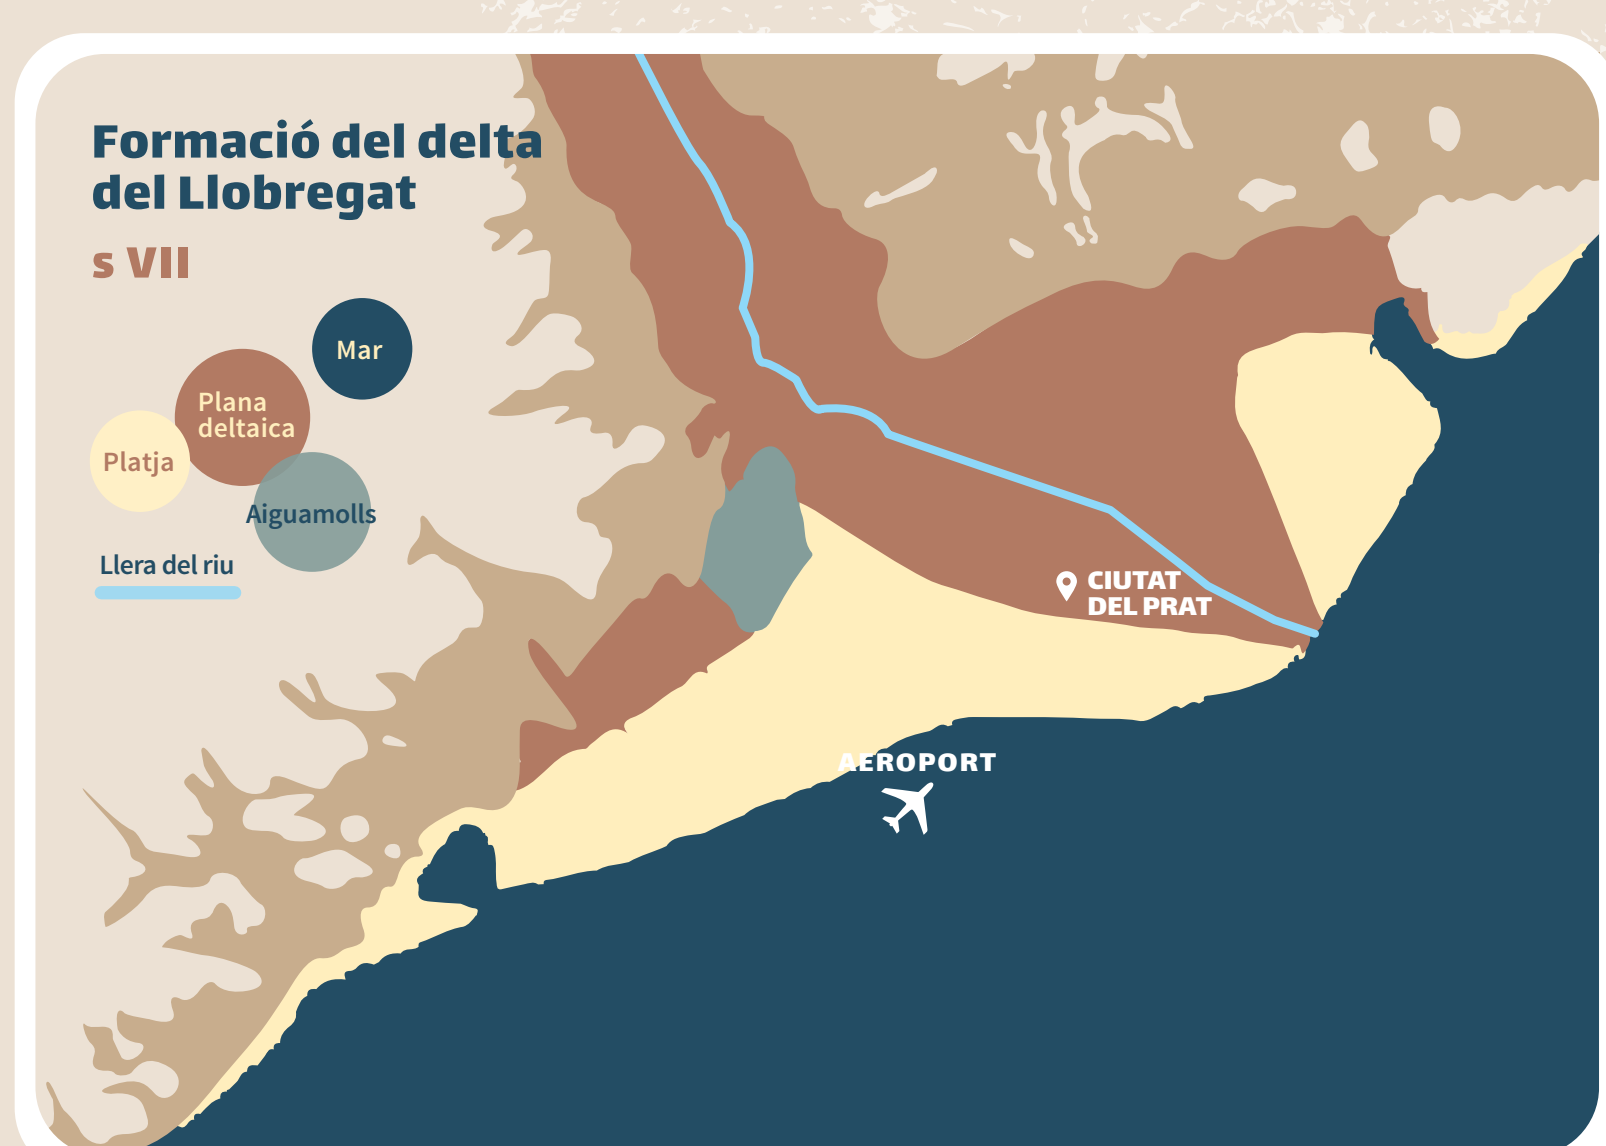 Formació del delta
del Llobregat
s VII
Mar
Plana
deltaica
Platja
Aiguamolls
Llera del riu
CIUTAT
DEL PRAT
AEROPORT